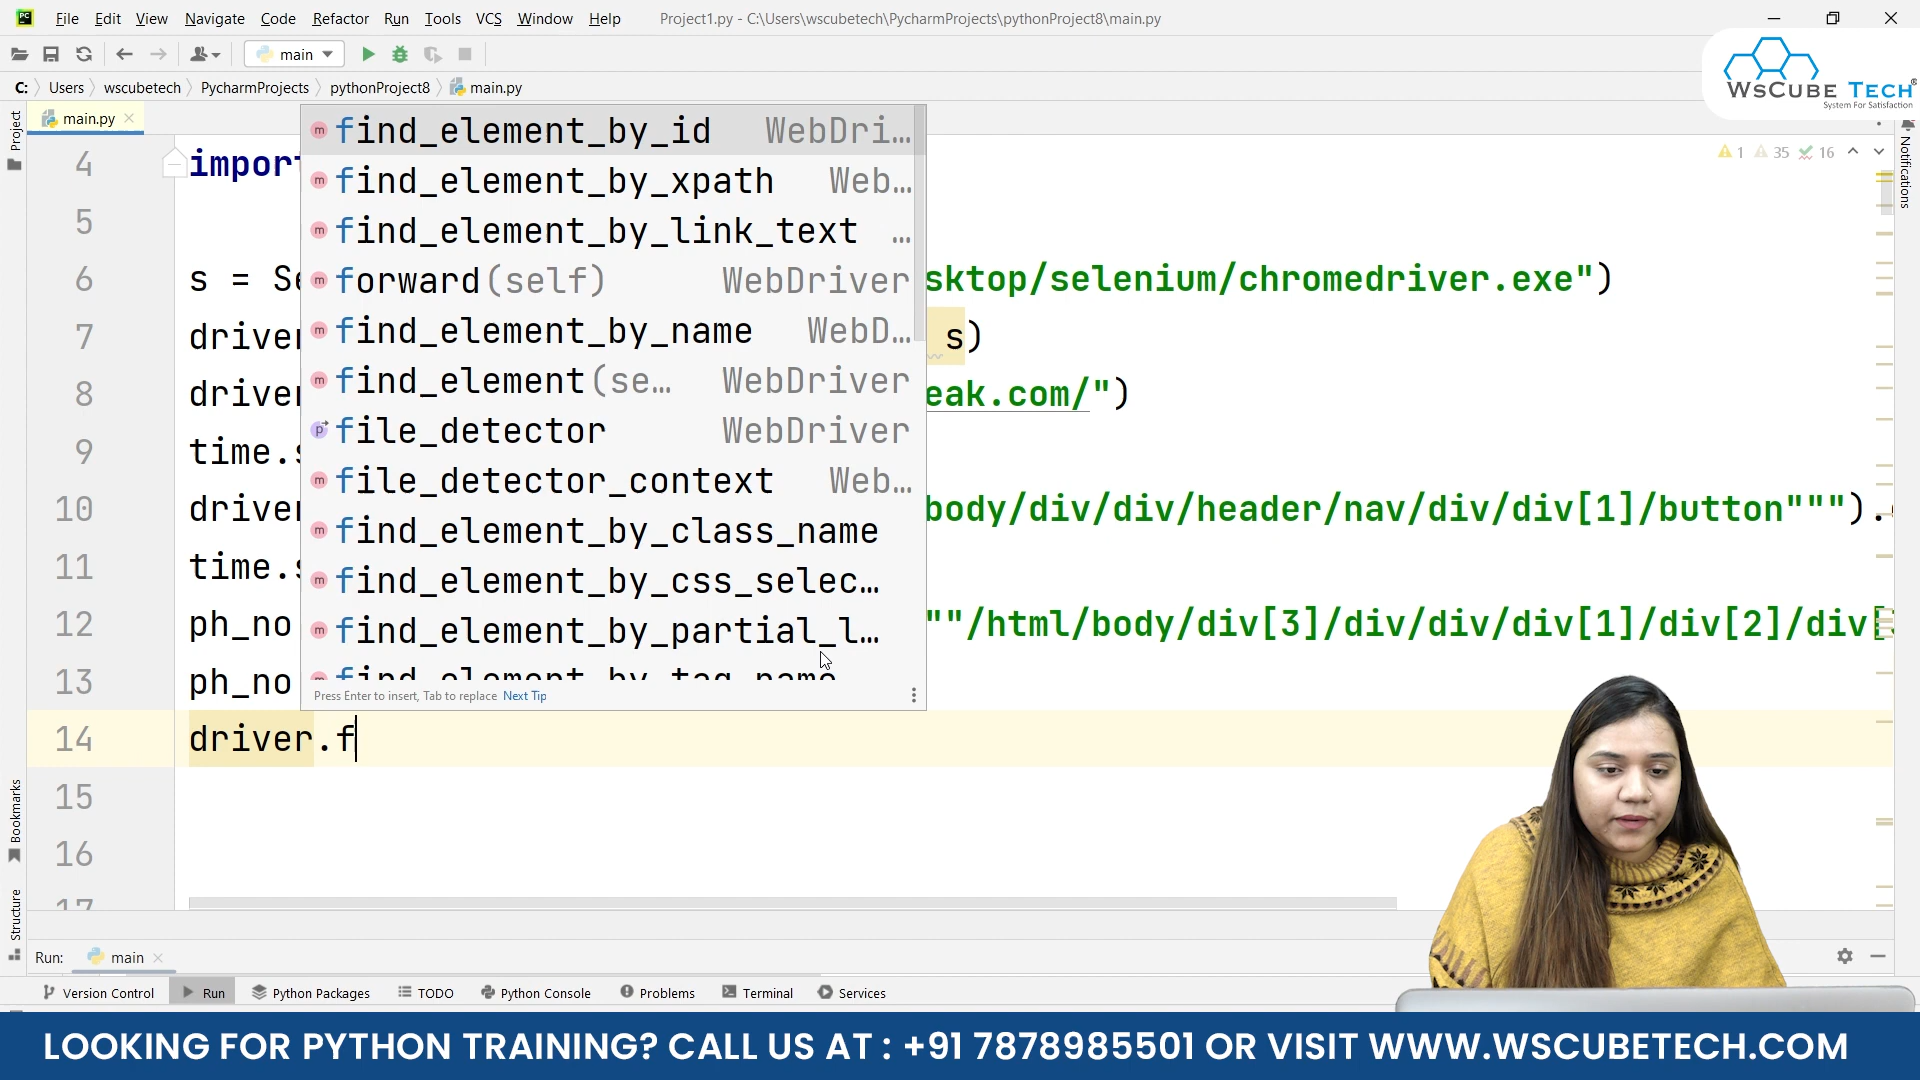 File Edit View Navigate Code Refactor Run Tools VCS Window Help Project1.py - C:\Users\wscubetech\PycharmProjects\pythonProject8\main.py
main
WsCube Tech®
System For Satisfaction
C: Users wscubetech PycharmProjects pythonProject8 main.py
main.py
Project
Notifications
1 35 16
find_element_by_id WebDri…
find_element_by_xpath Web…
find_element_by_link_text …
forward(self) WebDriver
find_element_by_name WebD…
find_element(se… WebDriver
file_detector WebDriver
file_detector_context Web…
find_element_by_class_name
find_element_by_css_selec…
find_element_by_partial_l…
find_element_by_tag_name
Press Enter to insert, Tab to replace Next Tip
4 import
5
6 s = Se sktop/selenium/chromedriver.exe")
7 driver s)
8 driver eak.com/")
9 time.s
10 driver body/div/div/header/nav/div/div[1]/button""").
11 time.s
12 ph_no ""/html/body/div[3]/div/div/div[1]/div[2]/div[
13 ph_no
14 driver.f
15
16
17
Bookmarks
Structure
Run: main
Version Control Run Python Packages TODO Python Console Problems Terminal Services
LOOKING FOR PYTHON TRAINING? CALL US AT : +91 7878985501 OR VISIT WWW.WSCUBETECH.COM